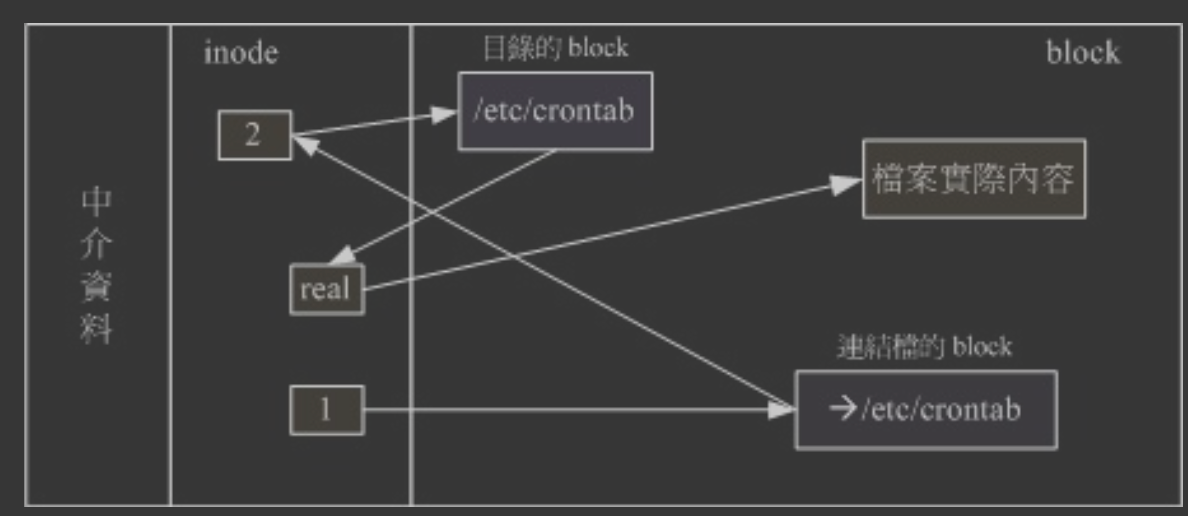 中
介
資
料
inode
目錄的 block
block
2
/etc/crontab
檔案實際內容
real
連結檔的 block
1
→/etc/crontab